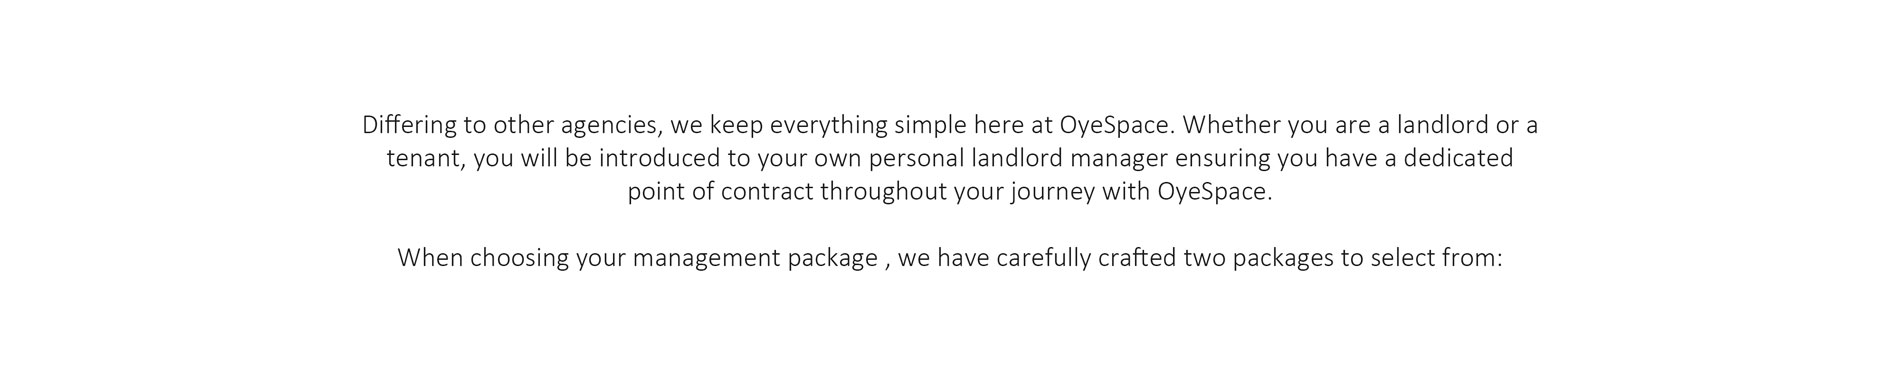 Differing to other agencies, we keep everything simple here at OyeSpace. Whether you are a landlord or a
tenant, you will be introduced to your own personal landlord manager ensuring you have a dedicated
point of contract throughout your journey with OyeSpace.
When choosing your management package , we have carefully crafted two packages to select from: